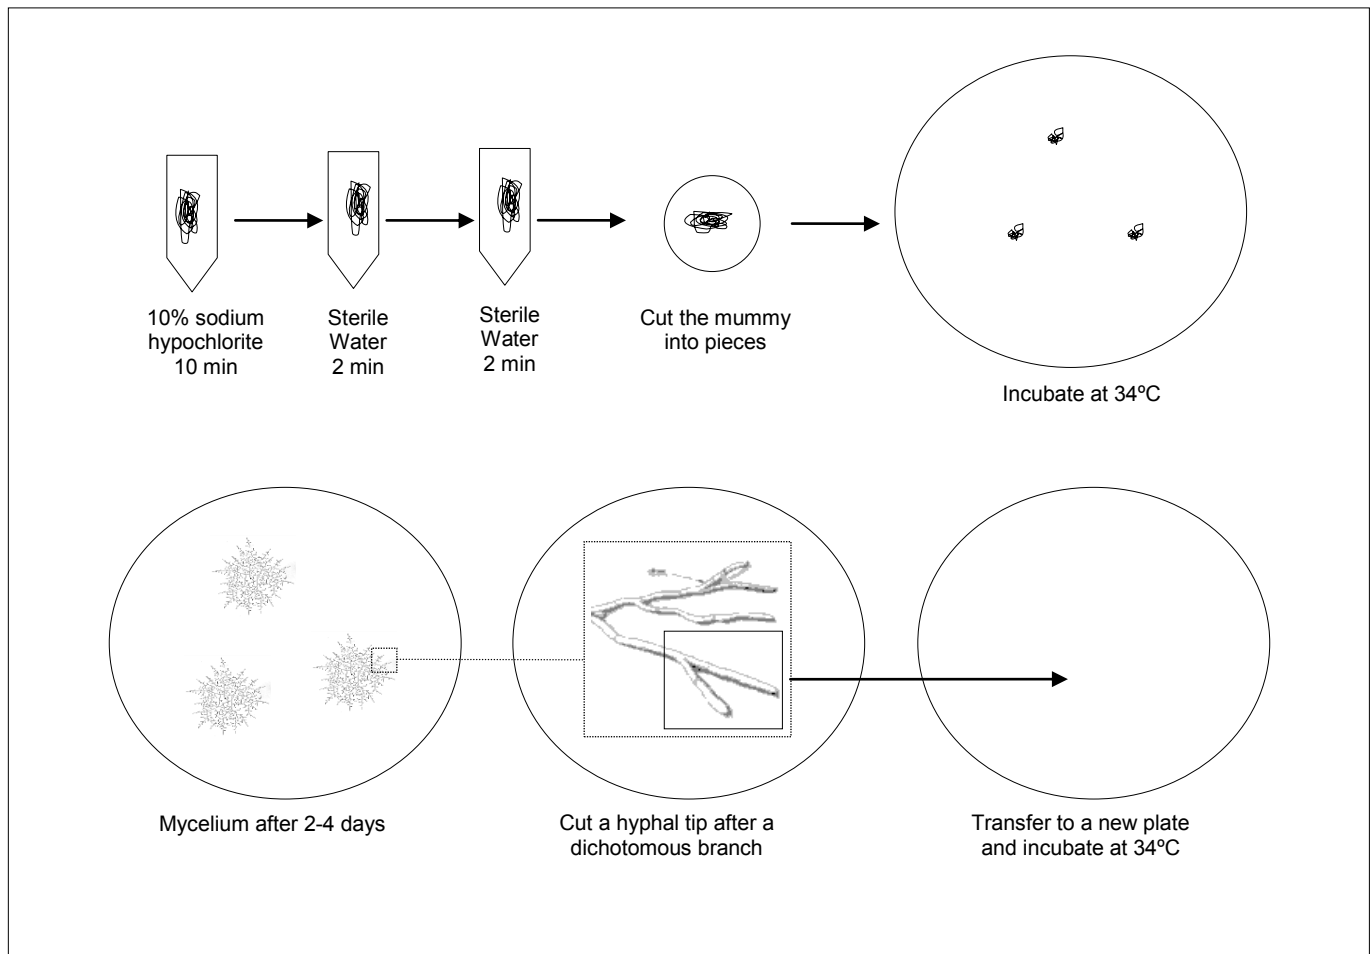 10% sodium
hypochlorite
10 min
Sterile
Water
2 min
Sterile
Water
2 min
Cut the mummy
into pieces
Incubate at 34ºC
Mycelium after 2-4 days
Cut a hyphal tip after a
dichotomous branch
Transfer to a new plate
and incubate at 34ºC